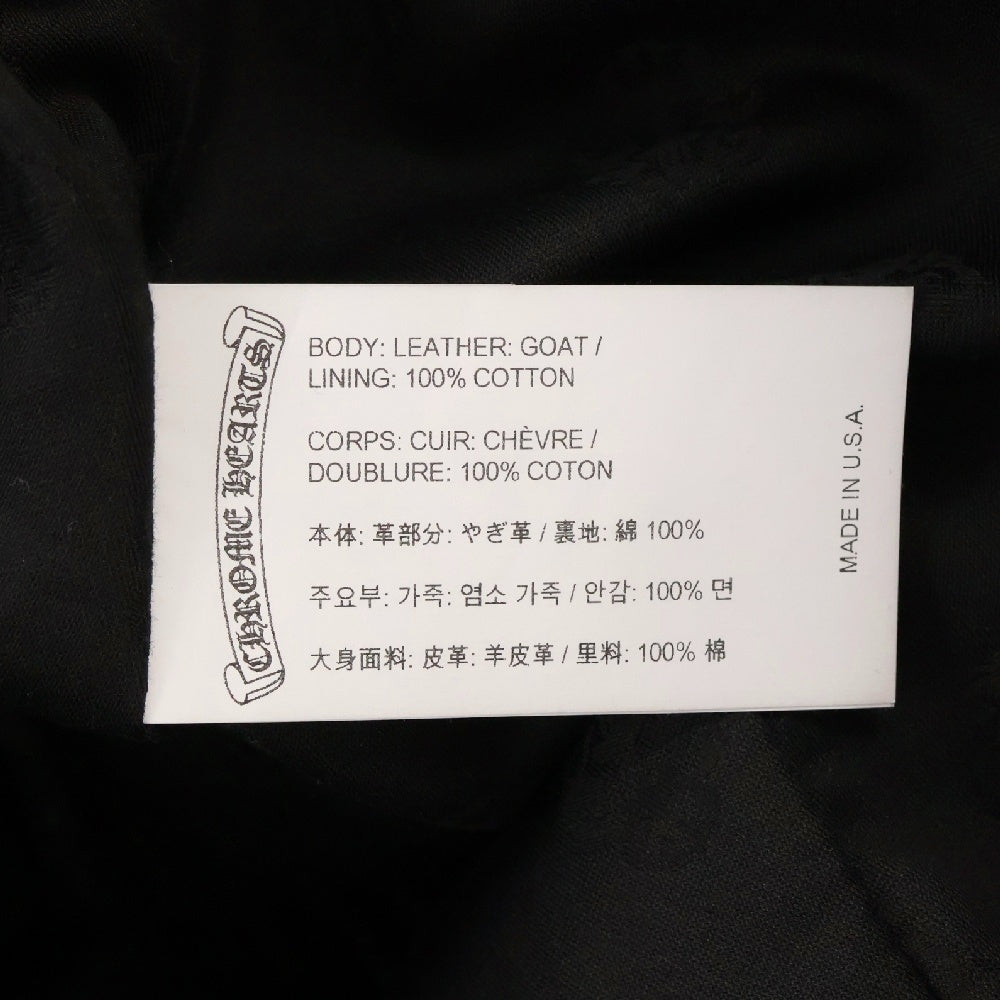 CHROME HEARTS
BODY: LEATHER: GOAT /
LINING: 100% COTTON
CORPS: CUIR: CHÈVRE /
DOUBLURE: 100% COTON
本体: 革部分: やぎ革 / 裏地: 綿 100%
주요부: 가죽: 염소 가죽 / 안감: 100% 면
大身面料: 皮革: 羊皮革 / 里料: 100% 棉
MADE IN U.S.A.